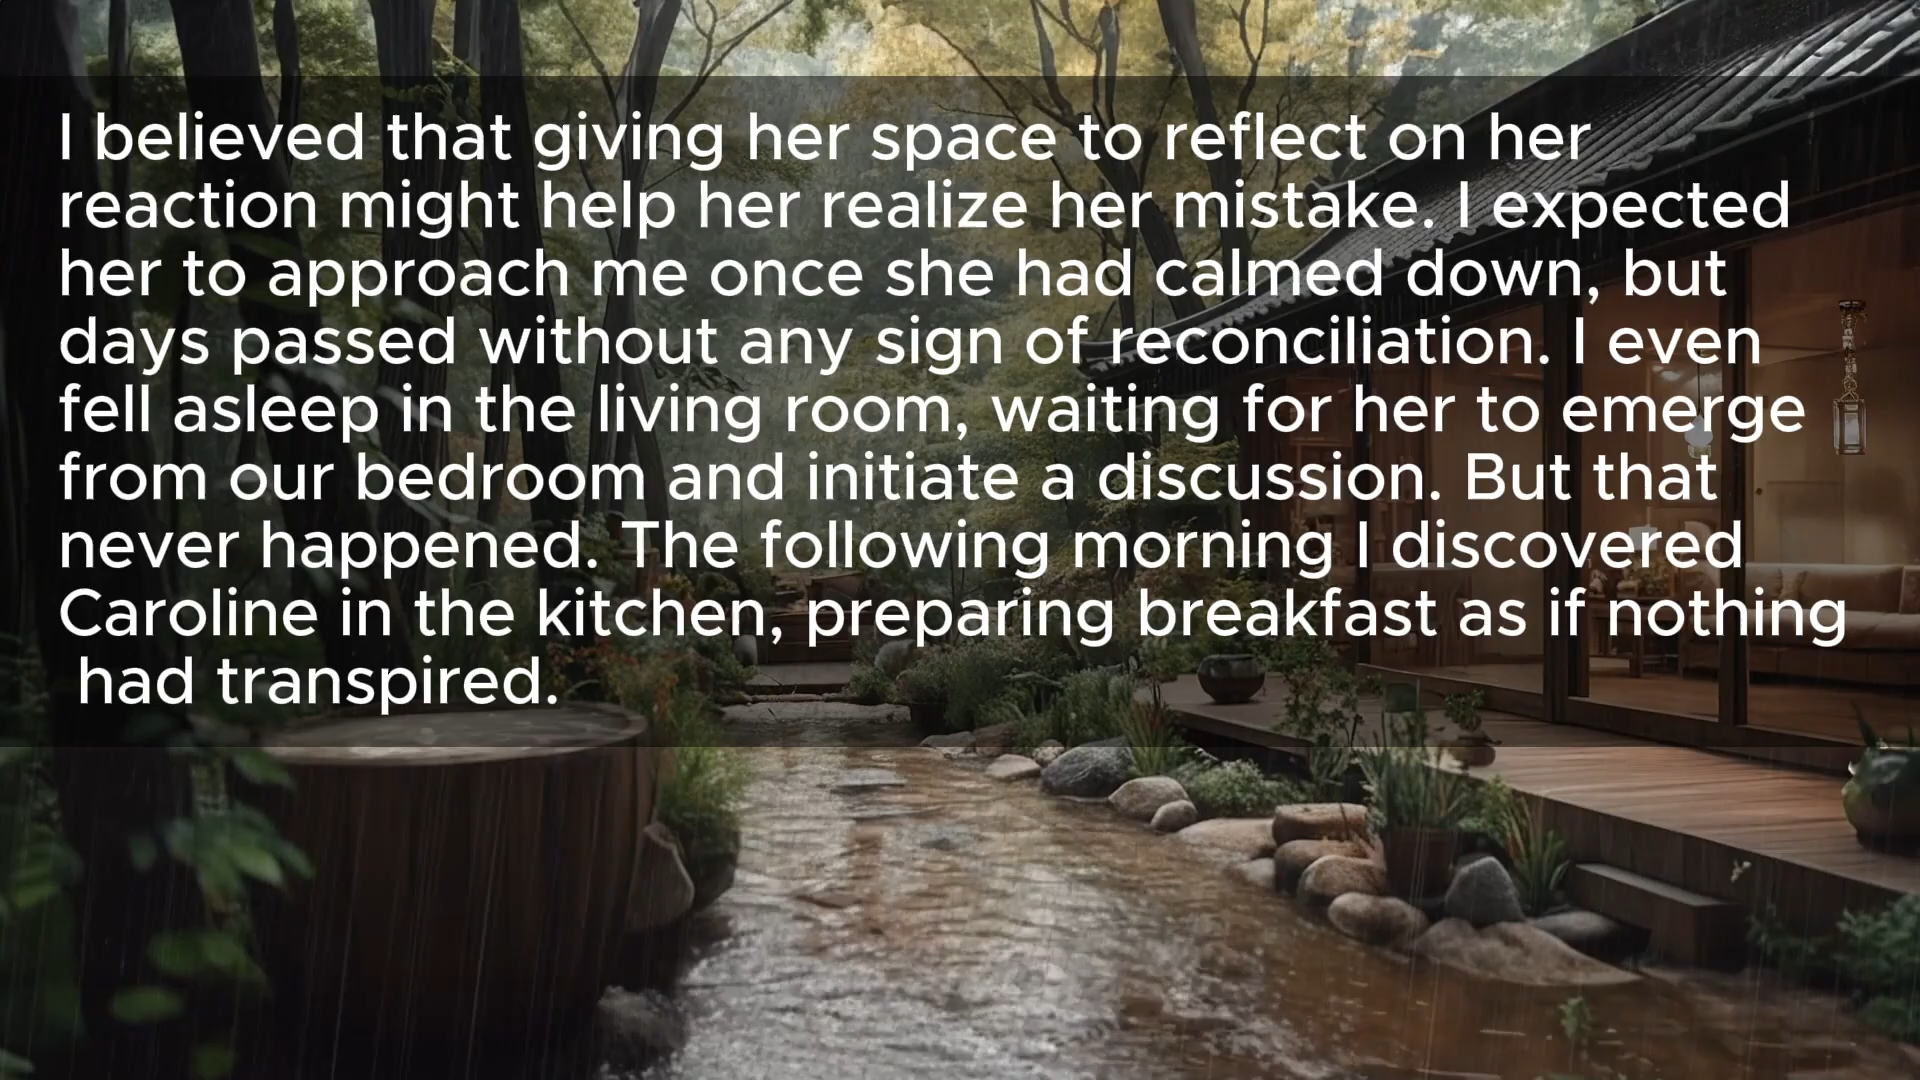 I believed that giving her space to reflect on her
reaction might help her realize her mistake. I expected
her to approach me once she had calmed down, but
days passed without any sign of reconciliation. I even
fell asleep in the living room, waiting for her to emerge
from our bedroom and initiate a discussion. But that
never happened. The following morning I discovered
Caroline in the kitchen, preparing breakfast as if nothing
had transpired.